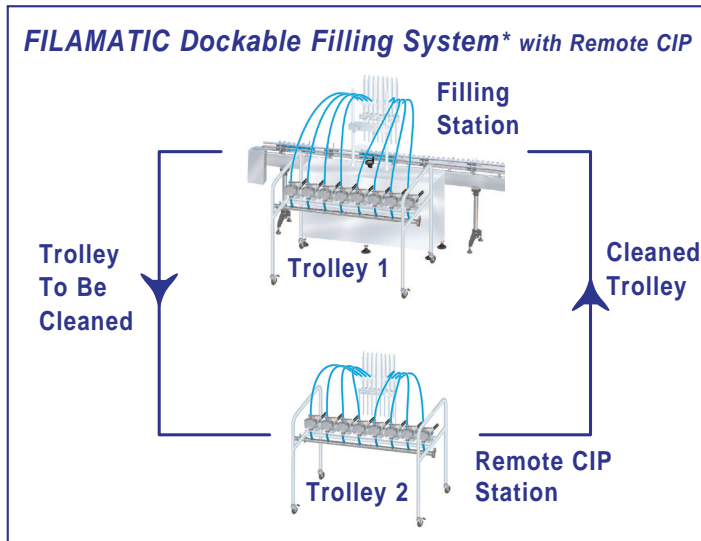 FILAMATIC Dockable Filling System* with Remote CIP
Filling
Station
Trolley 1
Trolley
To Be
Cleaned
Cleaned
Trolley
Trolley 2
Remote CIP
Station